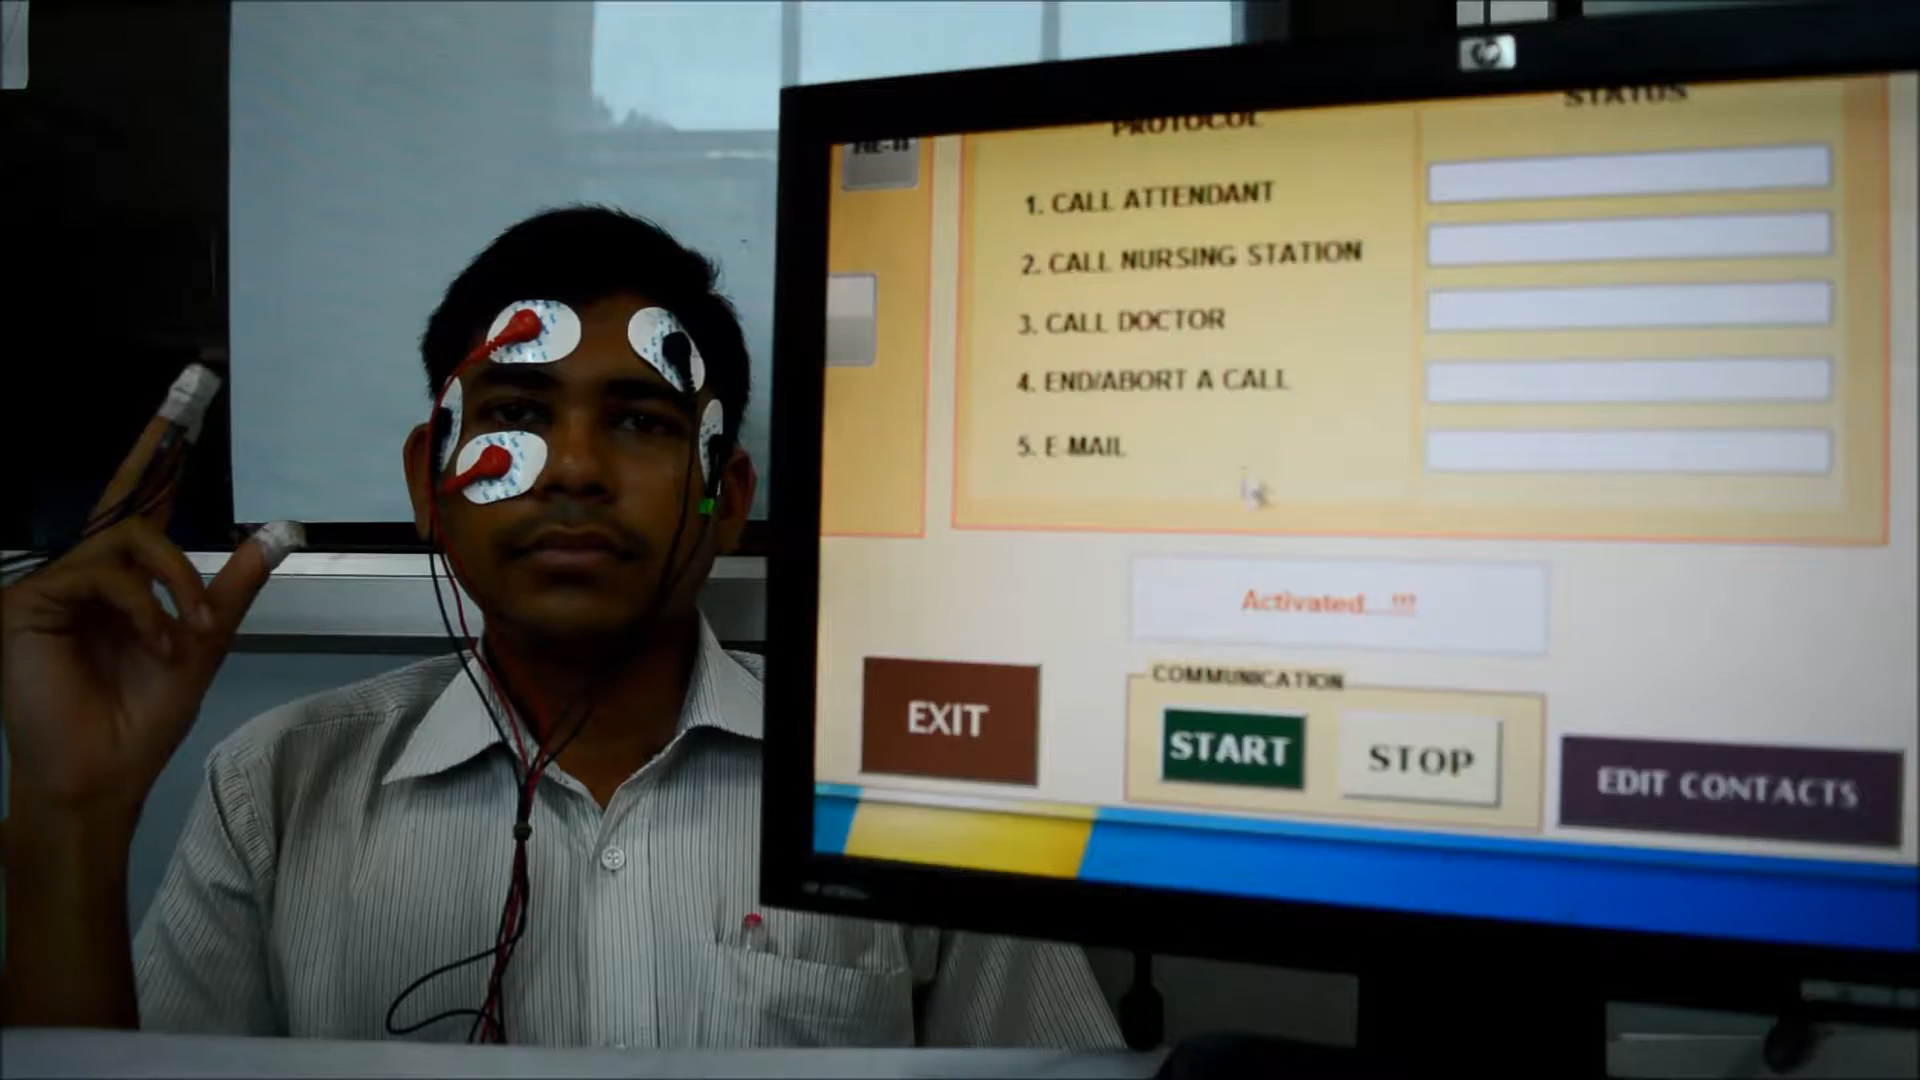 PROTOCOL
STATUS
1. CALL ATTENDANT
2. CALL NURSING STATION
3. CALL DOCTOR
4. END/ABORT A CALL
5. E-MAIL
Activated...!!!
EXIT
COMMUNICATION
START
STOP
EDIT CONTACTS
hp